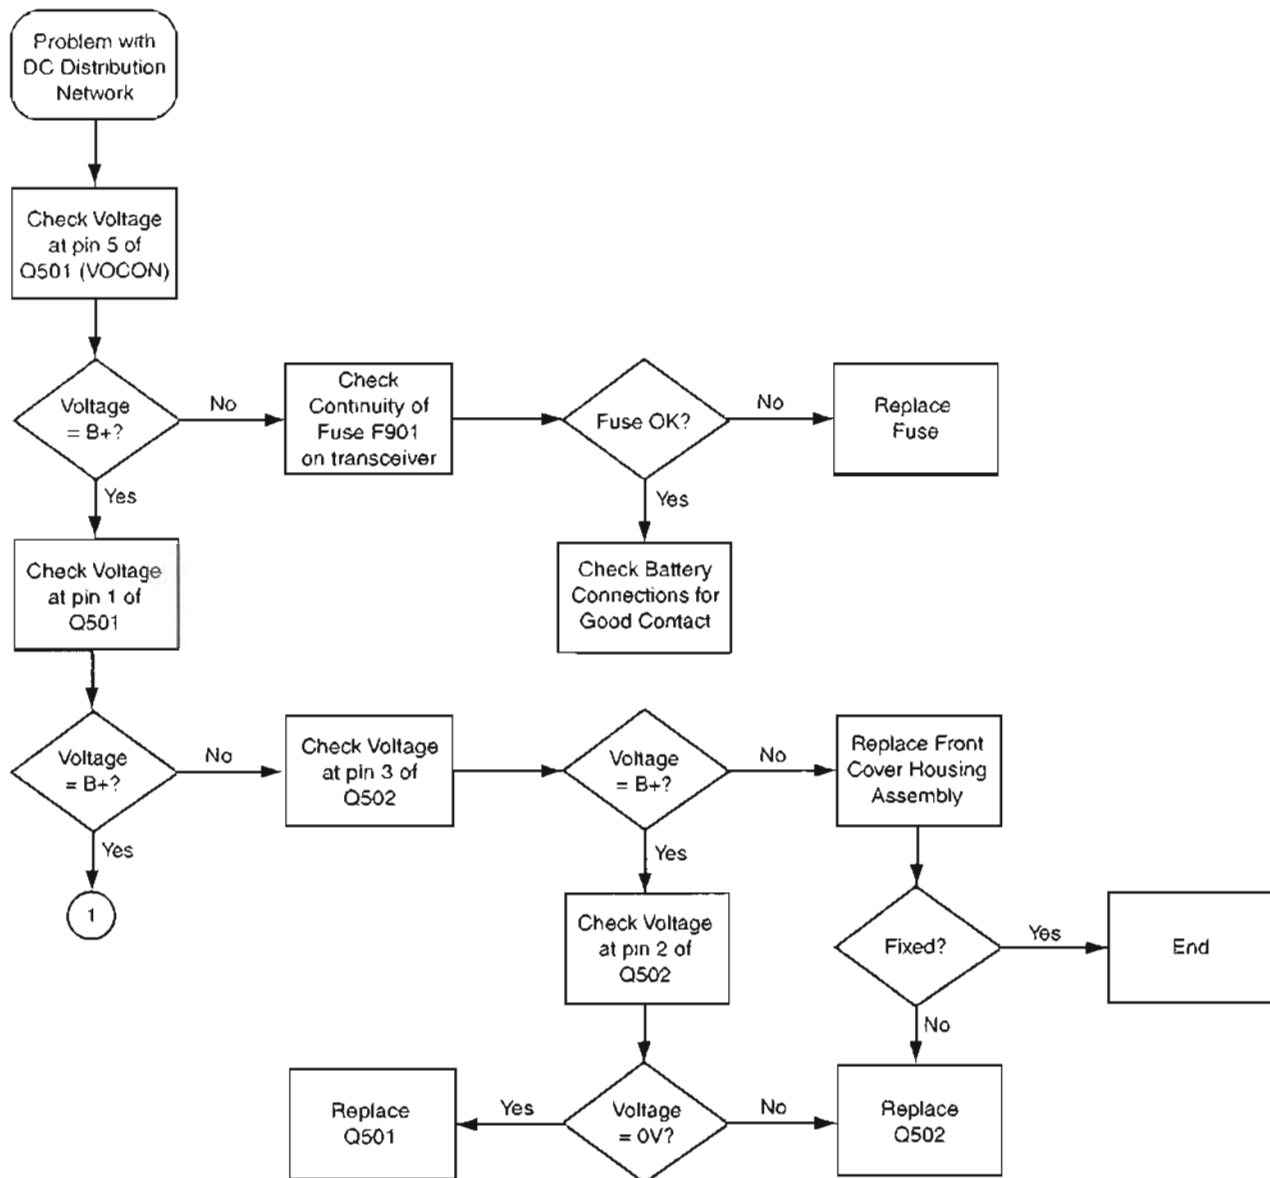 Problem with
DC Distribution
Network
Check Voltage
at pin 5 of
Q501 (VOCON)
Voltage
= B+?
No
Check
Continuity of
Fuse F901
on transceiver
Fuse OK?
No
Replace
Fuse
Yes
Yes
Check Voltage
at pin 1 of
Q501
Check Battery
Connections for
Good Contact
Voltage
= B+?
No
Check Voltage
at pin 3 of
Q502
Voltage
= B+?
No
Replace Front
Cover Housing
Assembly
Yes
Yes
1
Check Voltage
at pin 2 of
Q502
Fixed?
Yes
End
No
Replace
Q501
Yes
Voltage
= 0V?
No
Replace
Q502